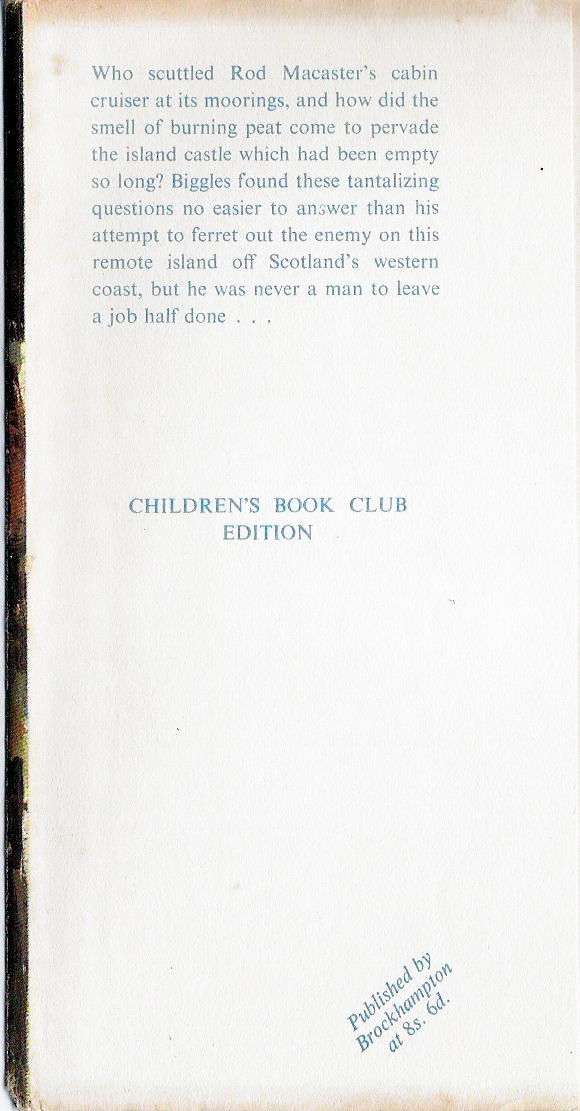 Who scuttled Rod Macaster's cabin
cruiser at its moorings, and how did the
smell of burning peat come to pervade
the island castle which had been empty
so long? Biggles found these tantalizing
questions no easier to answer than his
attempt to ferret out the enemy on this
remote island off Scotland's western
coast, but he was never a man to leave
a job half done . . .
CHILDREN'S BOOK CLUB
EDITION
Published by
Brockhampton
at 8s. 6d.